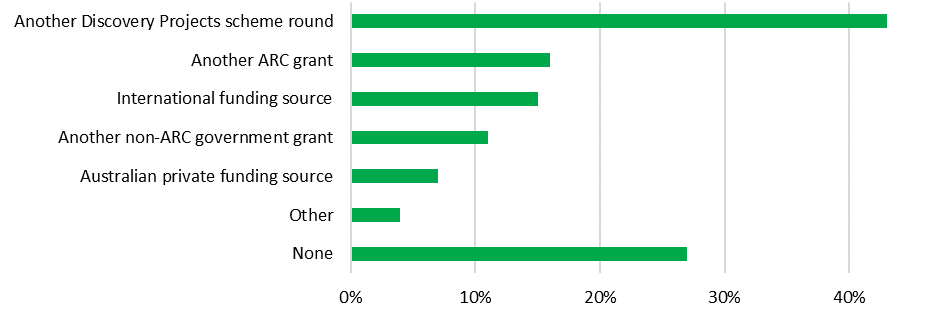 Another Discovery Projects scheme round
Another ARC grant
International funding source
Another non-ARC government grant
Australian private funding source
Other
None
0% 10% 20% 30% 40%